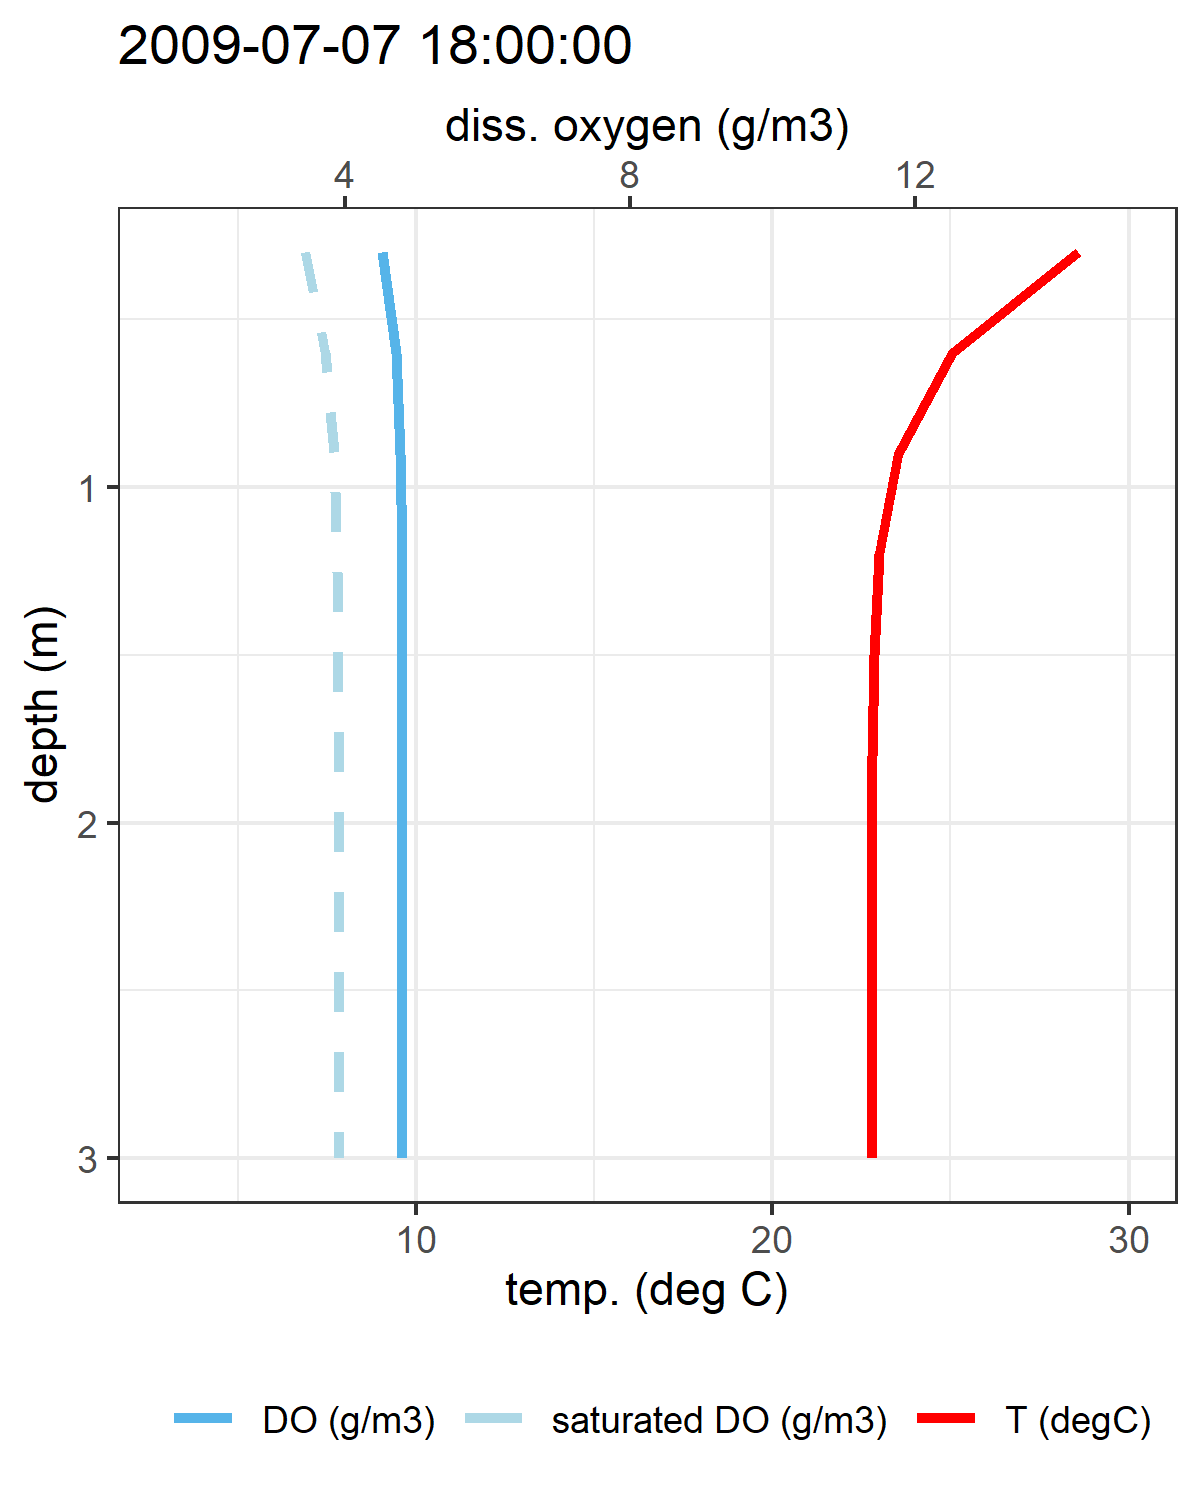 2009-07-07 18:00:00
diss. oxygen (g/m3)
4 8 12
1
2
3
depth (m)
10 20 30
temp. (deg C)
DO (g/m3) saturated DO (g/m3) T (degC)